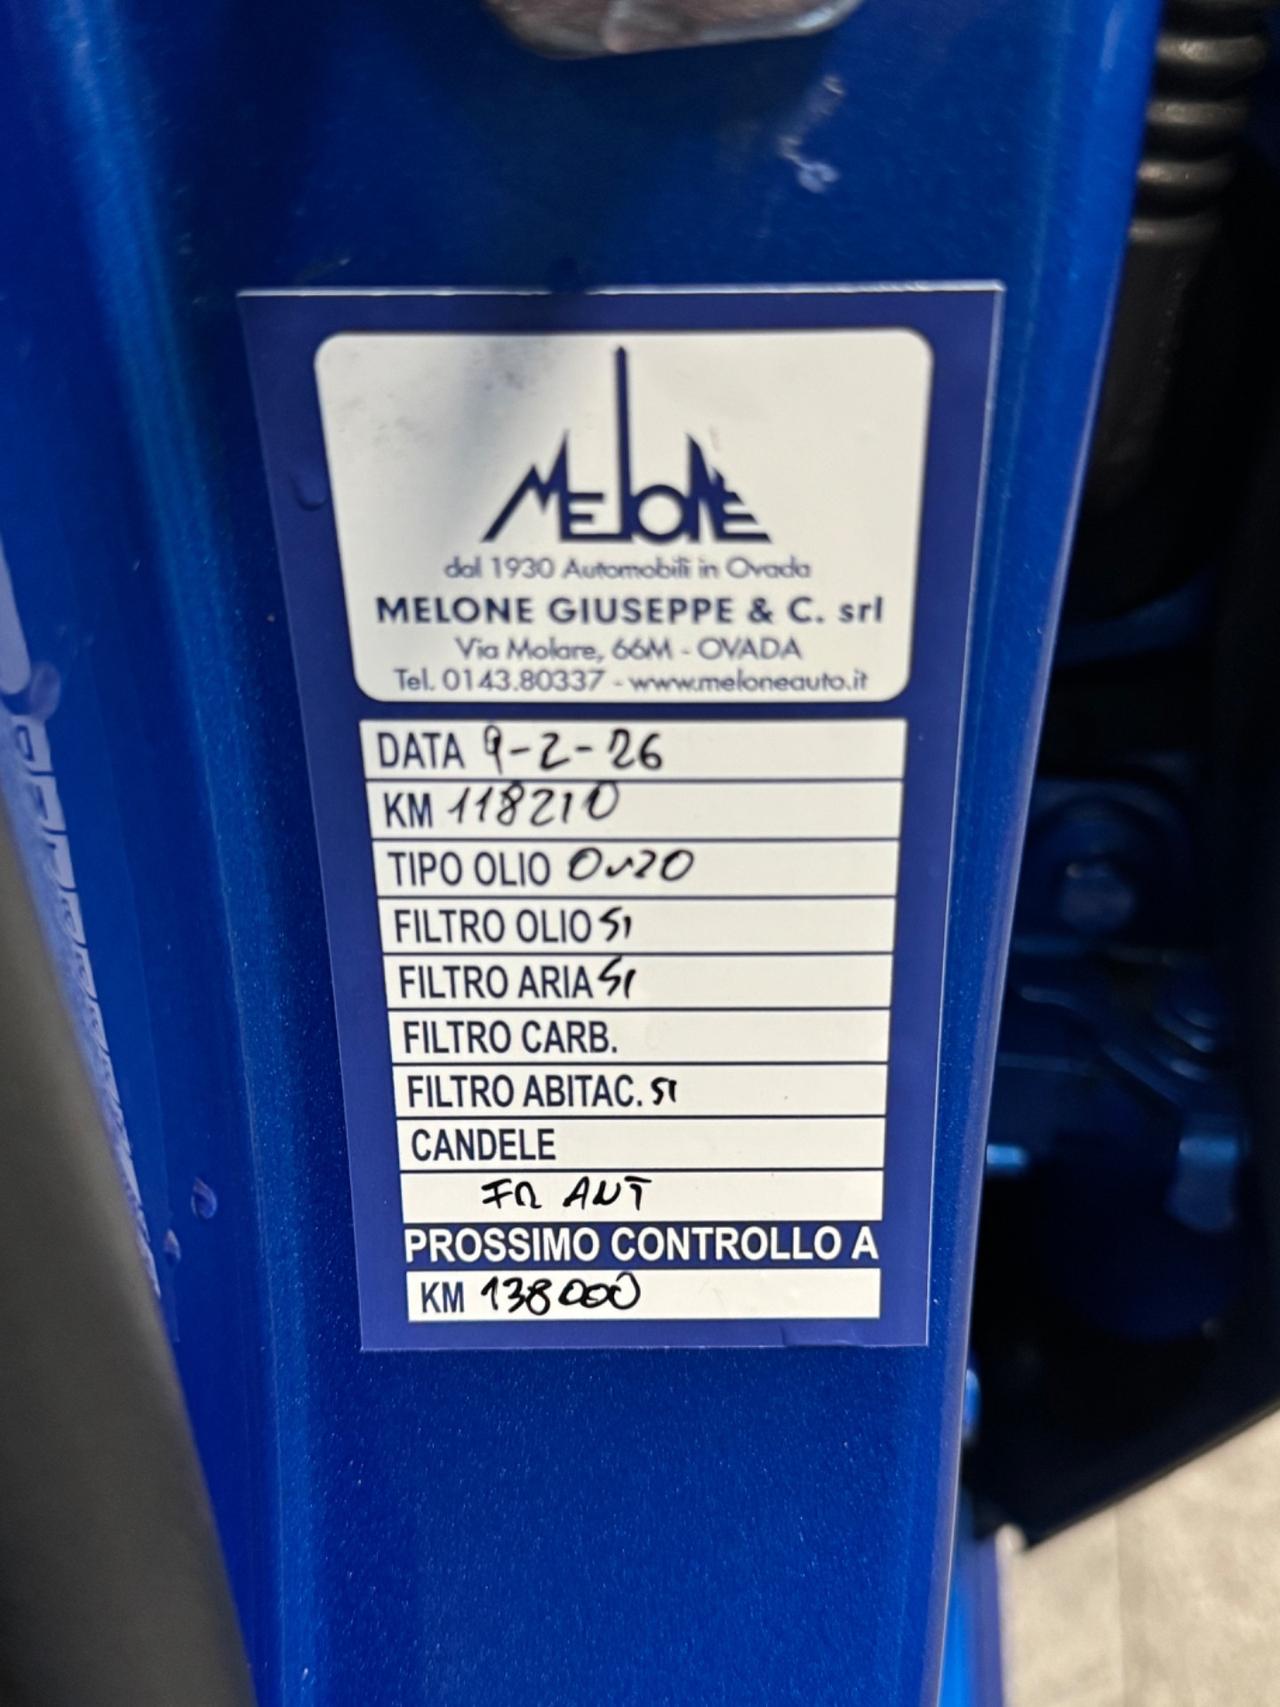 MELONE
dal 1930 Automobili in Ovada
MELONE GIUSEPPE & C. srl
Via Molare, 66M - OVADA
Tel. 0143.80337 - www.meloneauto.it
DATA 9-2-26
KM 118210
TIPO OLIO 0W20
FILTRO OLIO SI
FILTRO ARIA SI
FILTRO CARB.
FILTRO ABITAC. SI
CANDELE
FR ANT
PROSSIMO CONTROLLO A
KM 138000